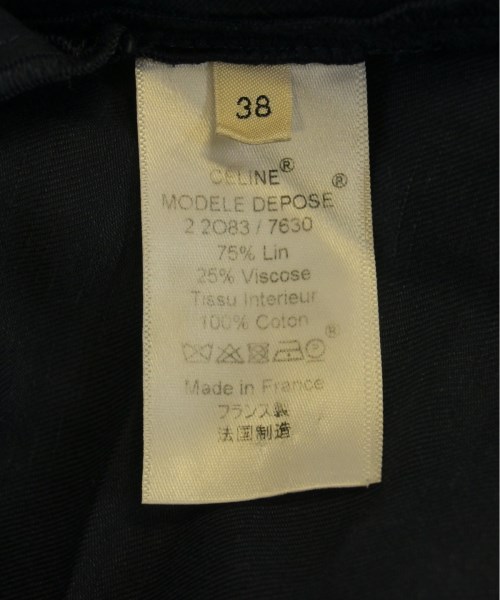 38
CELINE®
MODELE DEPOSE ®
2 2O83 / 7630
75% Lin
25% Viscose
Tissu Interieur
100% Coton
®
Made in France
フランス製
法国制造